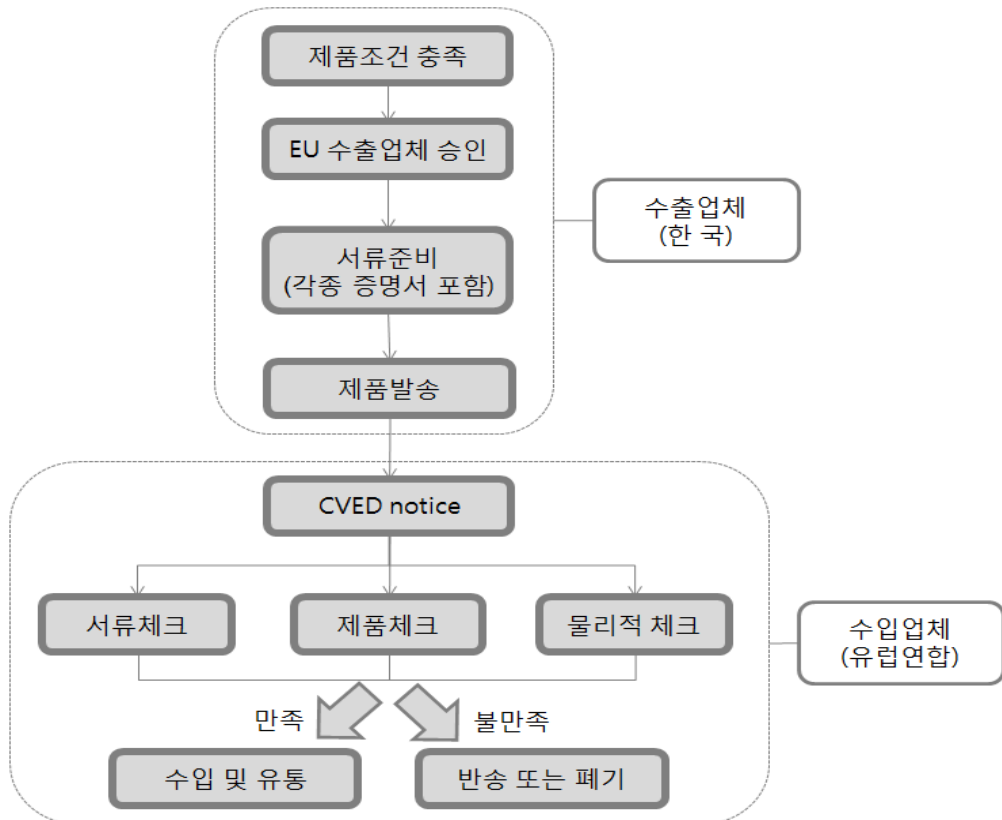 제품조건 충족
EU 수출업체 승인
수출업체
(한 국)
서류준비
(각종 증명서 포함)
제품발송
CVED notice
서류체크
제품체크
물리적 체크
수입업체
(유럽연합)
만족
불만족
수입 및 유통
반송 또는 폐기